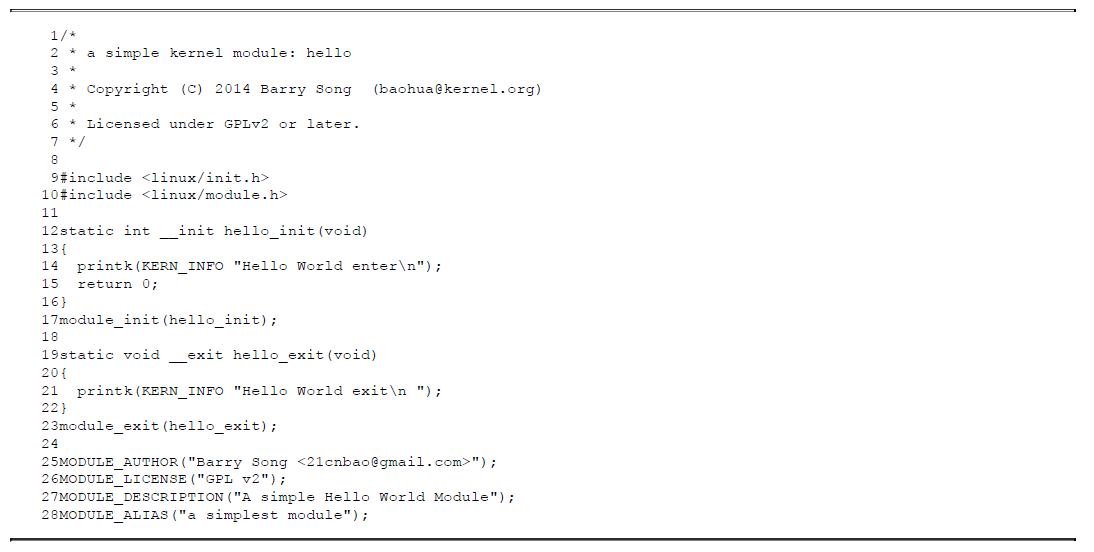 1/*
2 * a simple kernel module: hello
3 *
4 * Copyright (C) 2014 Barry Song  (baohua@kernel.org)
5 *
6 * Licensed under GPLv2 or later.
7 */
8
9#include <linux/init.h>
10#include <linux/module.h>
11
12static int __init hello_init(void)
13{
14  printk(KERN_INFO "Hello World enter\n");
15  return 0;
16}
17module_init(hello_init);
18
19static void __exit hello_exit(void)
20{
21  printk(KERN_INFO "Hello World exit\n ");
22}
23module_exit(hello_exit);
24
25MODULE_AUTHOR("Barry Song <21cnbao@gmail.com>");
26MODULE_LICENSE("GPL v2");
27MODULE_DESCRIPTION("A simple Hello World Module");
28MODULE_ALIAS("a simplest module");